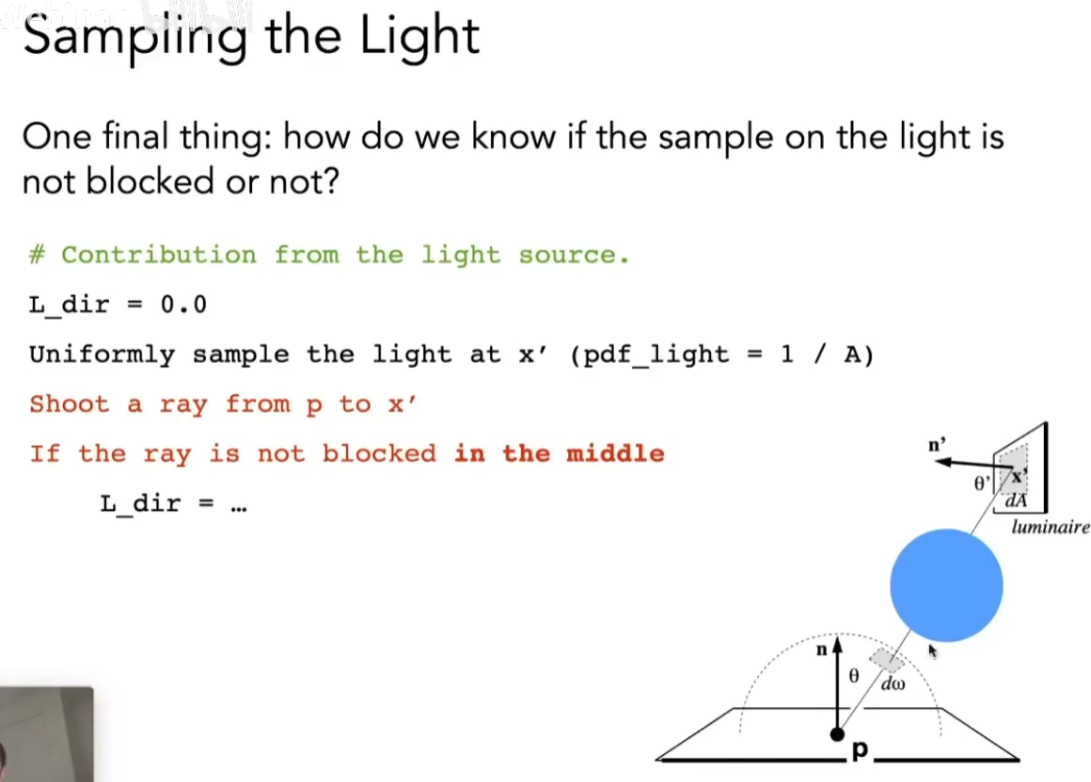 Sampling the Light
One final thing: how do we know if the sample on the light is
not blocked or not?
# Contribution from the light source.
L_dir = 0.0
Uniformly sample the light at x′ (pdf_light = 1 / A)
Shoot a ray from p to x′
If the ray is not blocked in the middle
L_dir = …
n’
θ’
x’
dA
luminaire
n
θ
dω
p